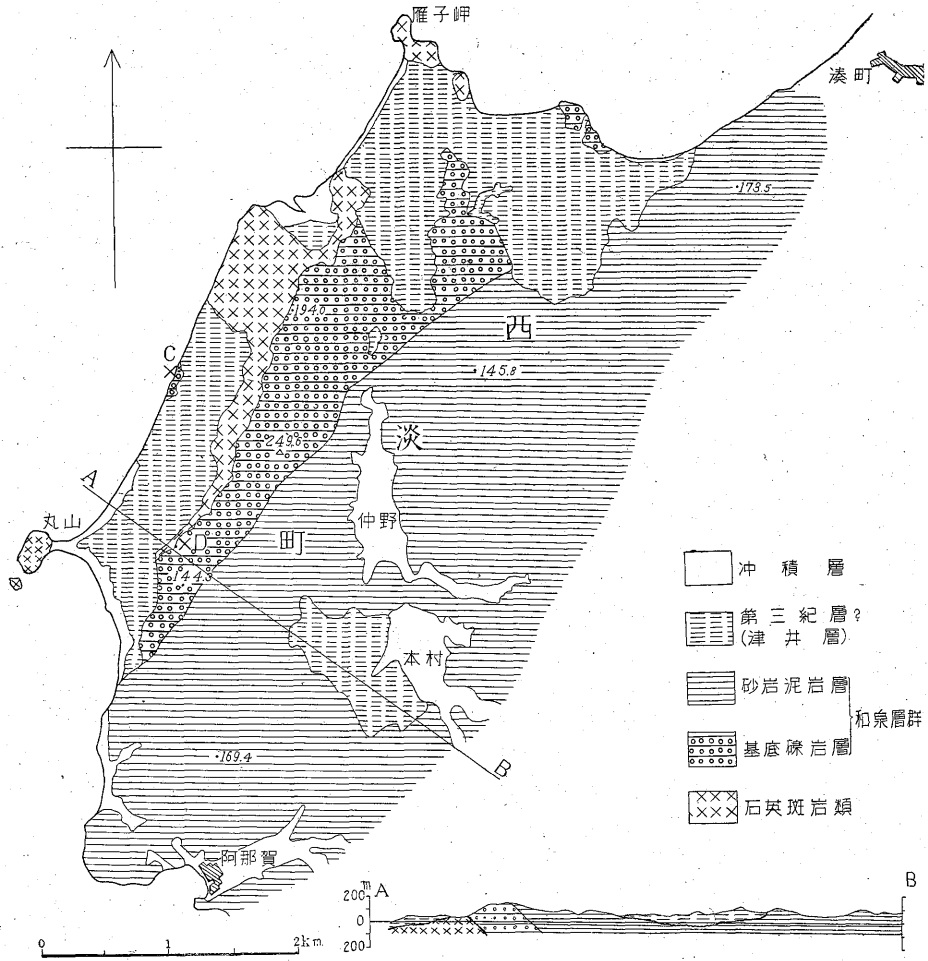 雁子岬
湊町
·173.5
194.0
西
C
·145.8
249.8
淡
A
丸山
仲野
D
町
144.3
本村
·169.4
B
阿那賀
沖積層
第三紀層?
(津井層)
砂岩泥岩層
和泉層群
基底礫岩層
石英斑岩類
0 1 2km
200 m A B
0
200